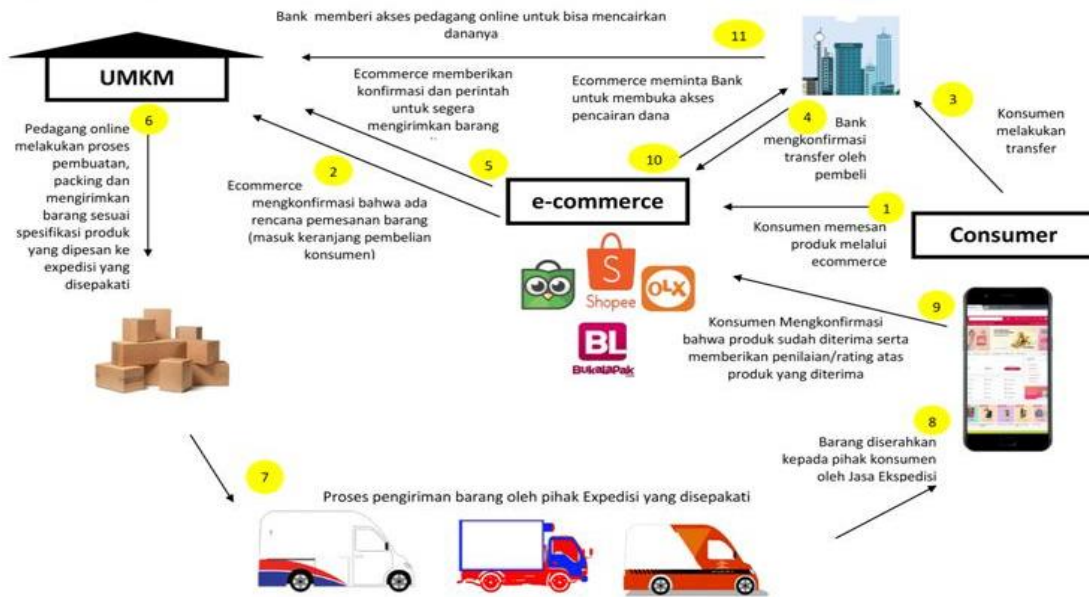 Bank memberi akses pedagang online untuk bisa mencairkan
dananya
11
UMKM
Ecommerce memberikan
konfirmasi dan perintah
untuk segera
mengirimkan barang
Ecommerce meminta Bank
untuk membuka akses
pencairan dana
3
Konsumen
melakukan
transfer
4
Bank
mengkonfirmasi
transfer oleh
pembeli
6
Pedagang online
melakukan proses
pembuatan,
packing dan
mengirimkan
barang sesuai
spesifikasi produk
yang dipesan ke
expedisi yang
disepakati
2
Ecommerce
mengkonfirmasi bahwa ada
rencana pemesanan barang
(masuk keranjang pembelian
konsumen)
5
10
e-commerce
1
Konsumen memesan
produk melalui
ecommerce
Consumer
Shopee
OLX
BL
BukalaPak
9
Konsumen Mengkonfirmasi
bahwa produk sudah diterima serta
memberikan penilaian/rating atas
produk yang diterima
8
Barang diserahkan
kepada pihak konsumen
oleh Jasa Ekspedisi
7
Proses pengiriman barang oleh pihak Expedisi yang disepakati